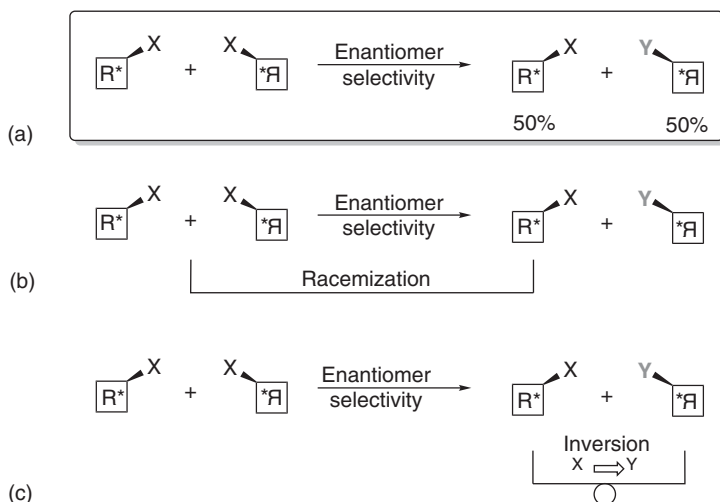 X X X Y
Enantiomer
R* + *R selectivity R* + *R
(a) 50% 50%
X X X Y
Enantiomer
R* + *R selectivity R* + *R
Racemization
(b)
X X X Y
Enantiomer
R* + *R selectivity R* + *R
Inversion
X Y
(c)